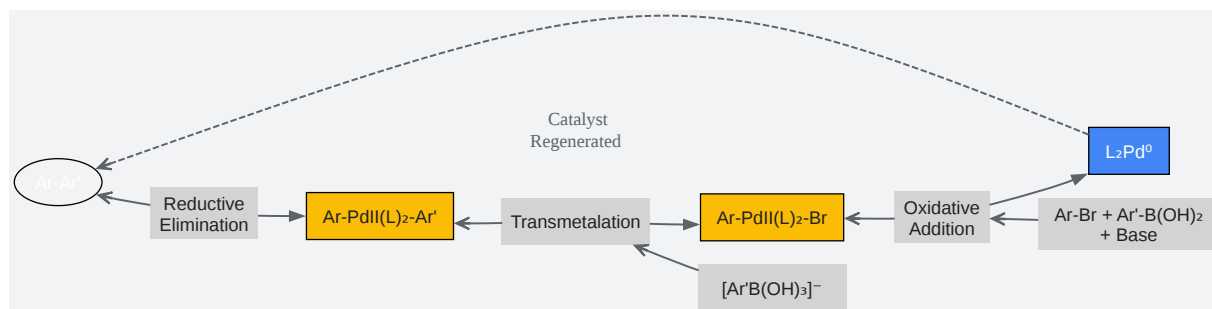 Catalyst
Regenerated
L₂Pd⁰
Ar-Ar'
Reductive
Elimination
Ar-PdII(L)₂-Ar'
Transmetalation
Ar-PdII(L)₂-Br
Oxidative
Addition
Ar-Br + Ar'-B(OH)₂
+ Base
[Ar'B(OH)₃]⁻